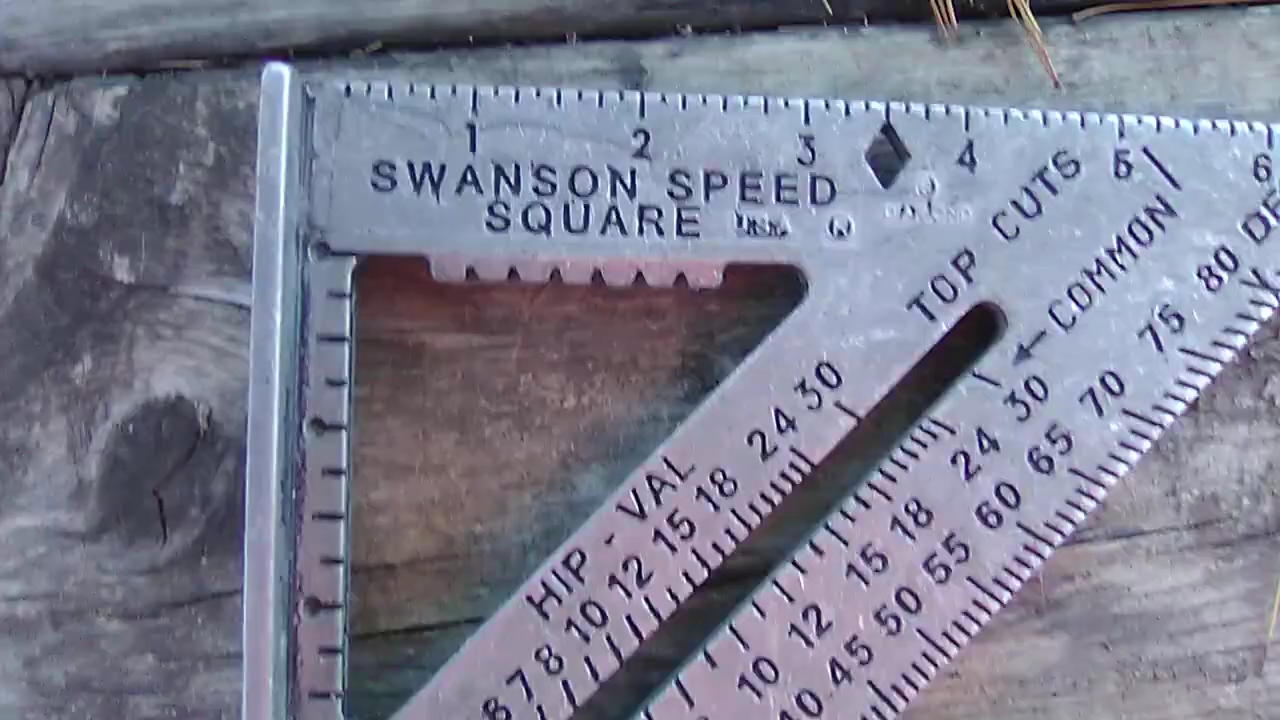 1 2 3 4 5 6
SWANSON SPEED
SQUARE
TOP CUTS
COMMON
HIP - VAL
7 8 10 12 15 18 24 30
10 12 15 18 24 30
45 50 55 60 65 70 75 80